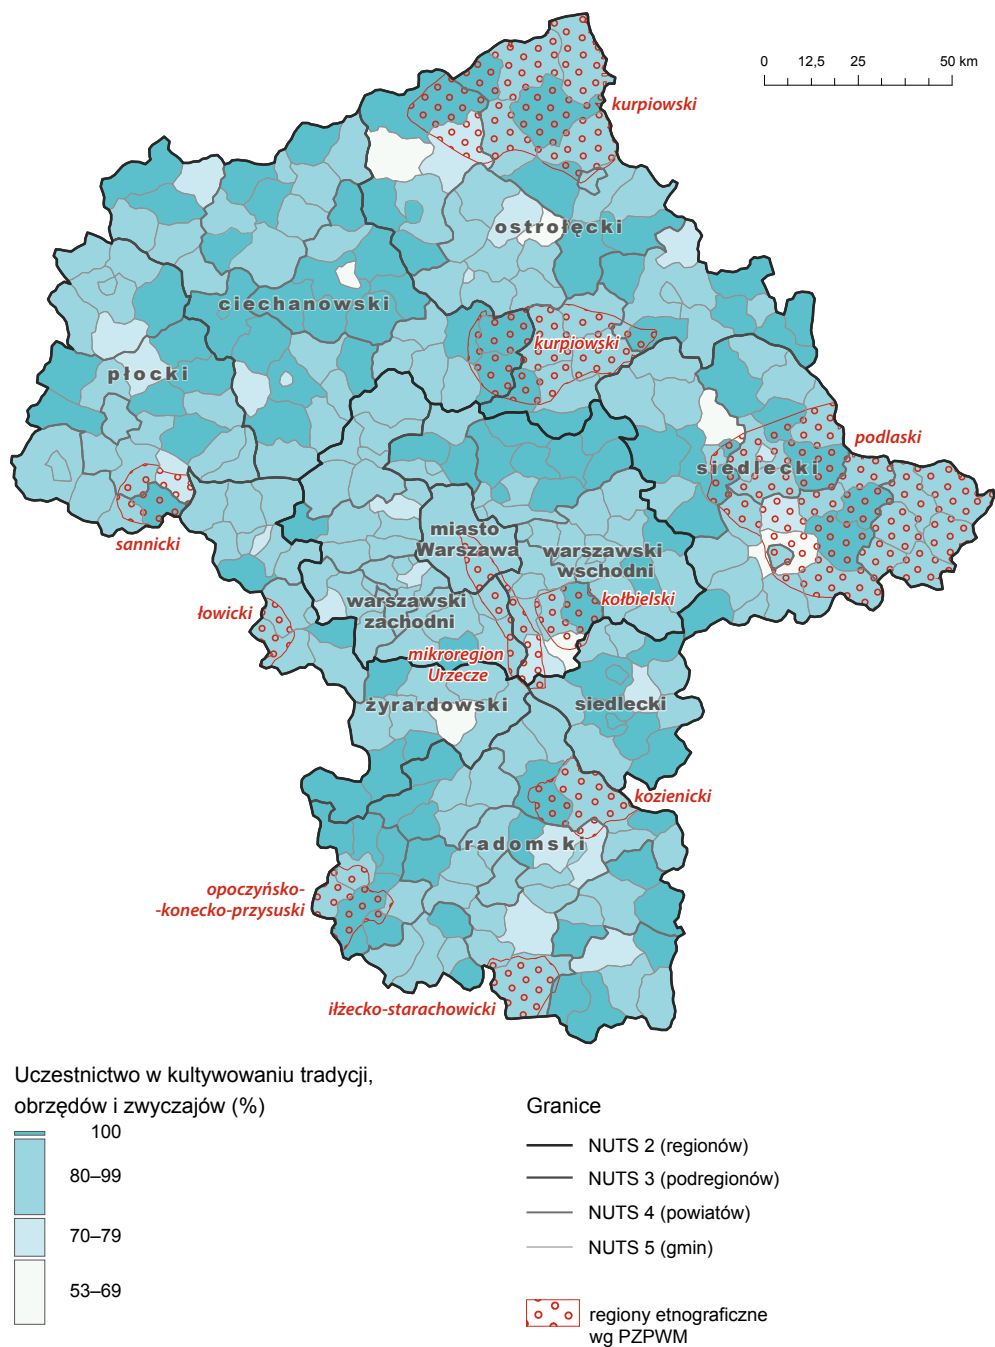 0 12,5 25 50 km
kurpiowski
ostrołęcki
ciechanowski
kurpiowski
płocki
podlaski
siedlecki
sannicki
miasto
Warszawa
warszawski
wschodni
łowicki
warszawski
zachodni
kołbielski
mikroregion
Urzecze
żyrardowski
siedlecki
kozienicki
radomski
opoczyńsko-
-konecko-przysuski
iłżecko-starachowicki
Uczestnictwo w kultywowaniu tradycji,
obrzędów i zwyczajów (%)
100
80–99
70–79
53–69
Granice
NUTS 2 (regionów)
NUTS 3 (podregionów)
NUTS 4 (powiatów)
NUTS 5 (gmin)
regiony etnograficzne
wg PZPWM